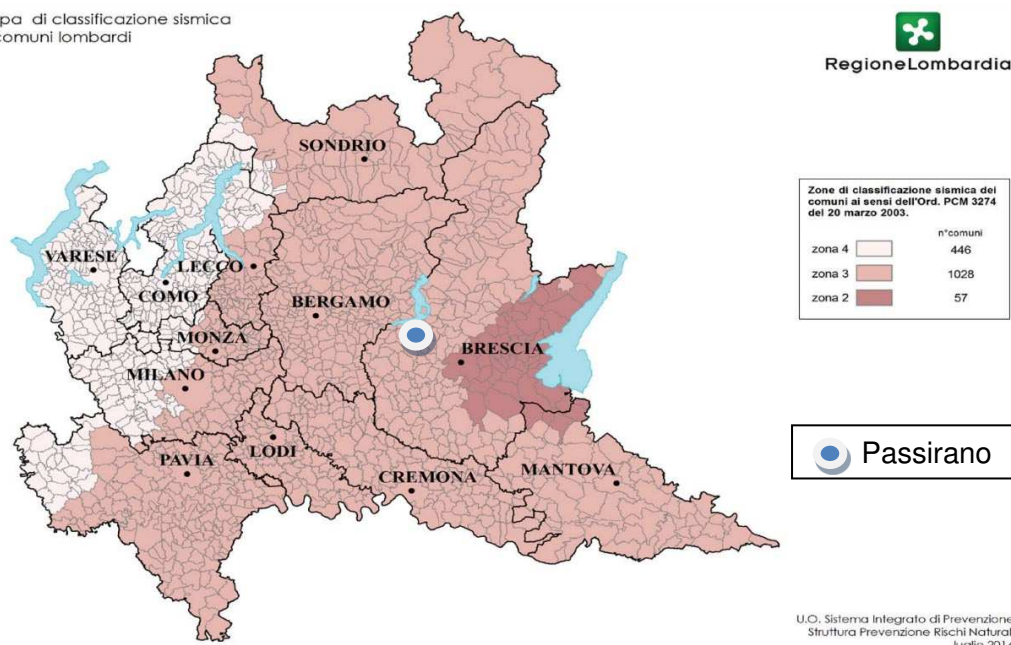 pa di classificazione sismica
comuni lombardi
RegioneLombardia
SONDRIO
VARESE
LECCO
COMO
BERGAMO
MONZA
BRESCIA
MILANO
PAVIA
LODI
CREMONA
MANTOVA
Zone di classificazione sismica dei
comuni ai sensi dell'Ord. PCM 3274
del 20 marzo 2003.
n°comuni
zona 4 446
zona 3 1028
zona 2 57
Passirano
U.O. Sistema Integrato di Prevenzione
Struttura Prevenzione Rischi Natural